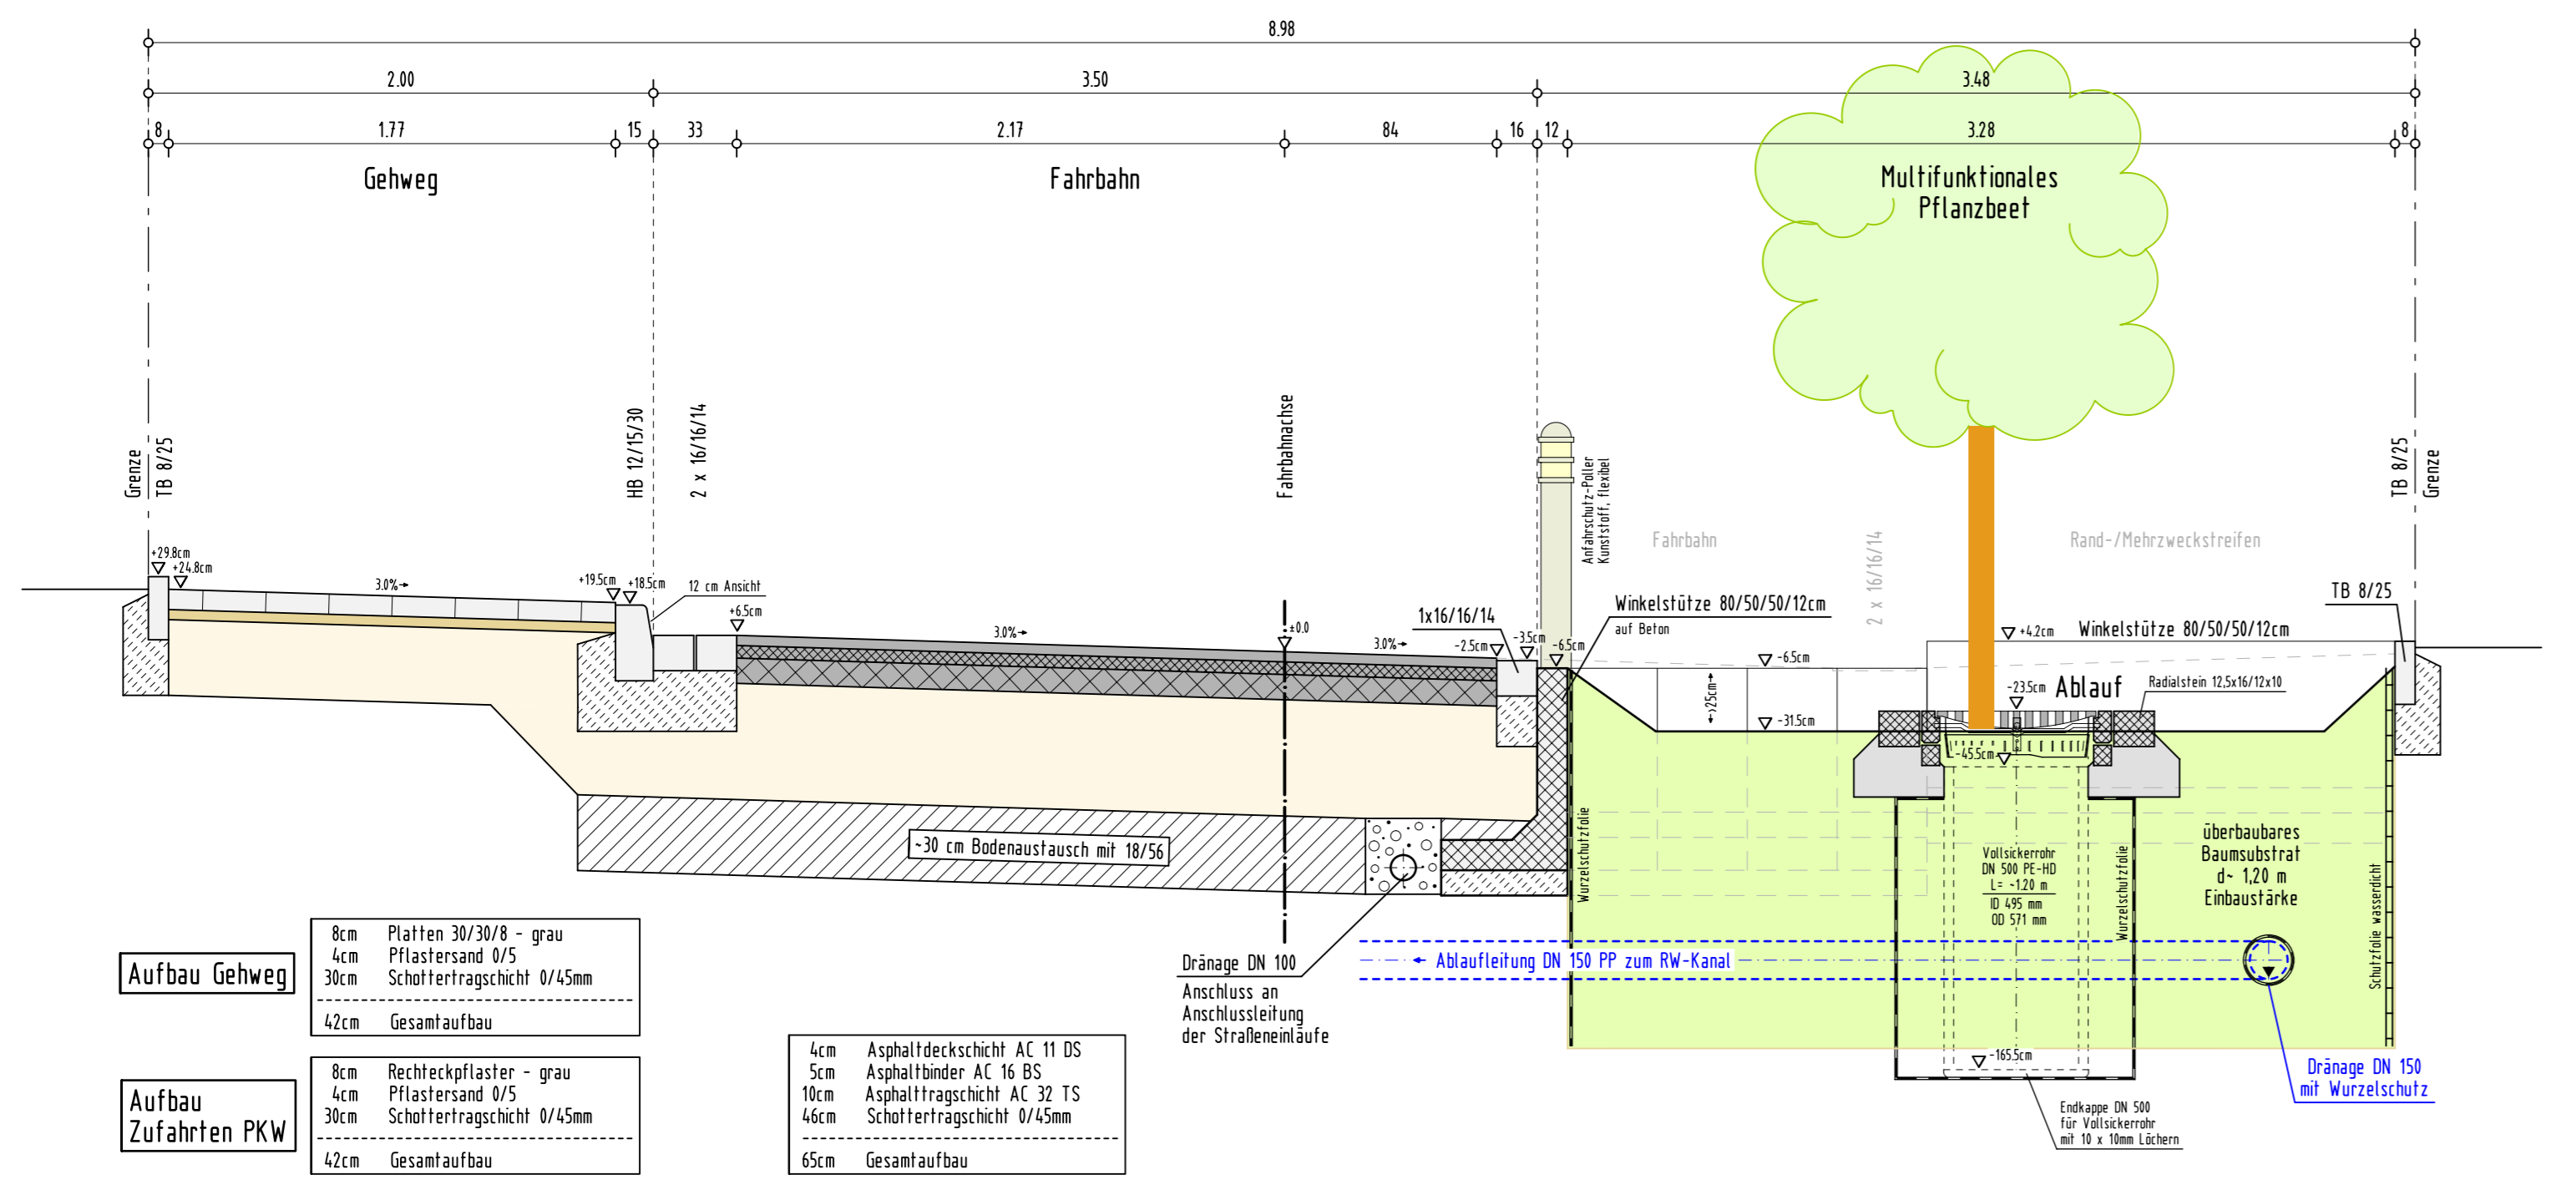 8.98
2.00 3.50 3.48
8 1.77 15 33 2.17 84 16 12 3.28 8
Gehweg
Fahrbahn
Multifunktionales
Pflanzbeet
Grenze
TB 8/25
HB 12/15/30
2 x 16/16/14
Fahrbahnachse
Anfahrschutz-Poller
Kunststoff, flexibel
Fahrbahn
2 x 16/16/14
Rand-/Mehrzweckstreifen
TB 8/25
Grenze
+29.8cm
+24.8cm
3.0%
+19.5cm
+18.5cm
12 cm Ansicht
+6.5cm
3.0%
±0.0
3.0%
1x16/16/14
-2.5cm
-3.5cm
-6.5cm
Winkelstütze 80/50/50/12cm
auf Beton
-6.5cm
>25cm
-31.5cm
+4.2cm
Winkelstütze 80/50/50/12cm
TB 8/25
-23.5cm
Ablauf
Radialstein 12,5x16/12x10
-45.5cm
~30 cm Bodenaustausch mit 18/56
Wurzelschutzfolie
Vollsickerrohr
DN 500 PE-HD
L= ~1.20 m
ID 495 mm
OD 571 mm
Wurzelschutzfolie
überbaubares
Baumsubstrat
d~ 1,20 m
Einbaustärke
Schutzfolie wasserdicht
Ablaufleitung DN 150 PP zum RW-Kanal
Dränage DN 100
Anschluss an
Anschlussleitung
der Straßeneinläufe
-165.5cm
Endkappe DN 500
für Vollsickerrohr
mit 10 x 10mm Löchern
Dränage DN 150
mit Wurzelschutz
Aufbau Gehweg
8cm Platten 30/30/8 - grau
4cm Pflastersand 0/5
30cm Schottertragschicht 0/45mm
42cm Gesamtaufbau
Aufbau
Zufahrten PKW
8cm Rechteckpflaster - grau
4cm Pflastersand 0/5
30cm Schottertragschicht 0/45mm
42cm Gesamtaufbau
4cm Asphaltdeckschicht AC 11 DS
5cm Asphaltbinder AC 16 BS
10cm Asphalttragschicht AC 32 TS
46cm Schottertragschicht 0/45mm
65cm Gesamtaufbau